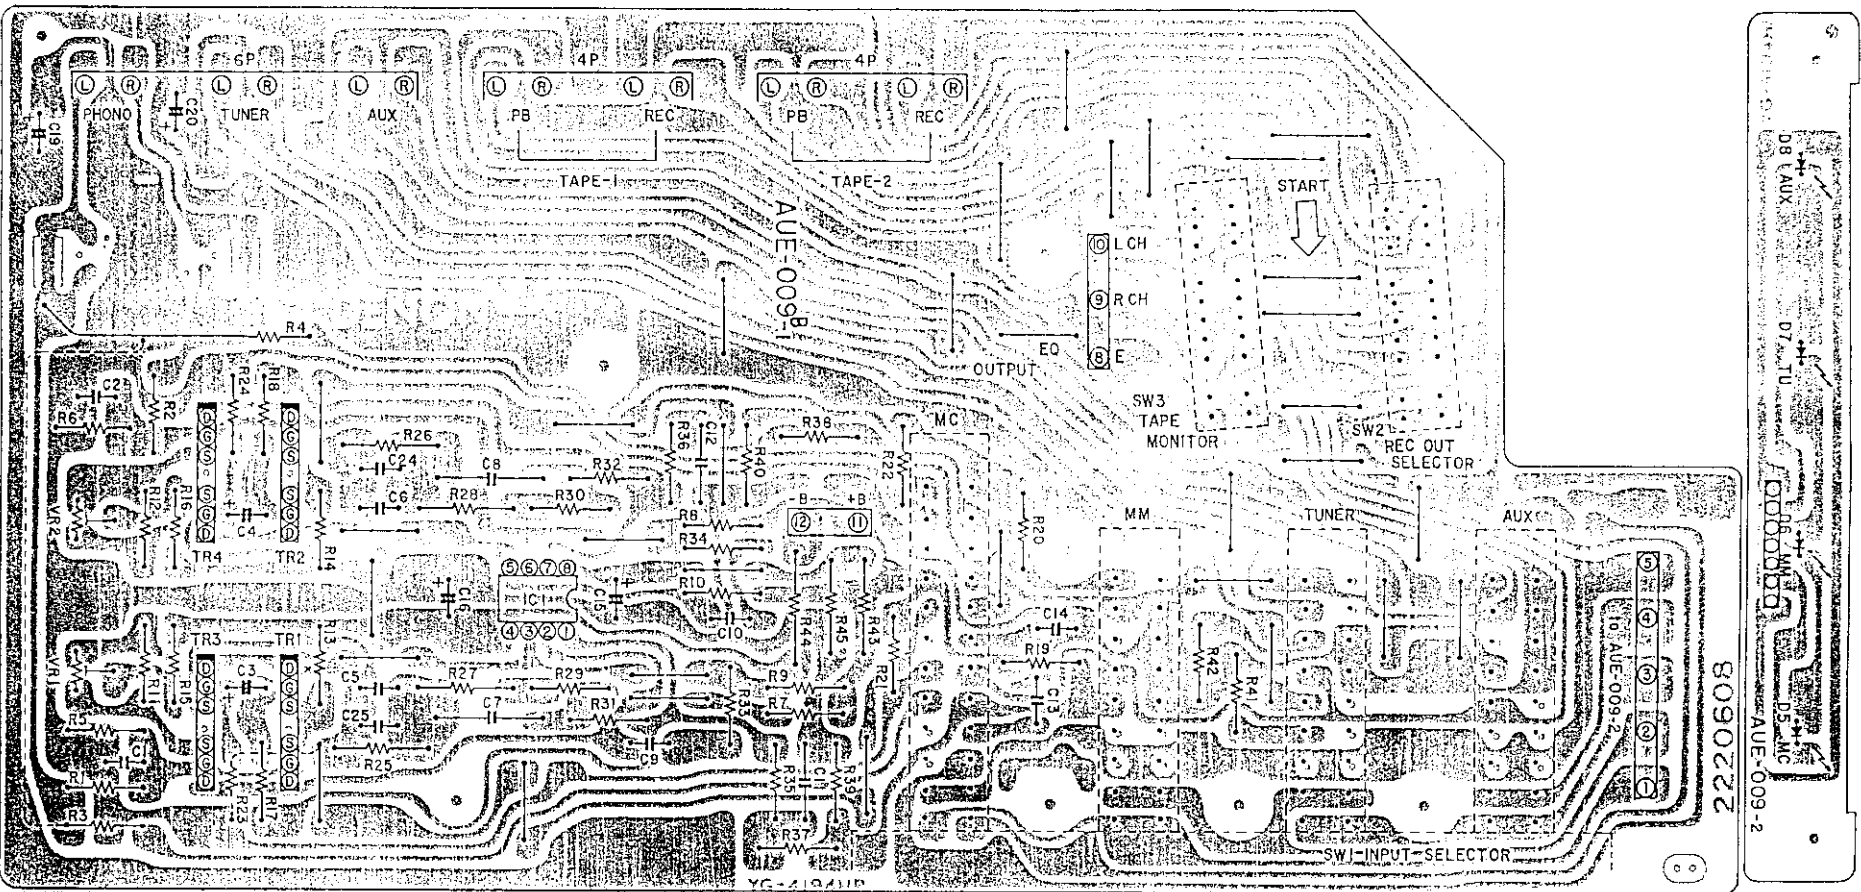 6P
4P
4P
L R L R L R
L R L R
L R L R
PHONO
C20
TUNER
AUX
PB
REC
PB
REC
C19
TAPE-1
TAPE-2
START
AUE-009-1
B
10 L CH
9 R CH
8 E
EQ
OUTPUT
R4
C2
R6
R2
R24
R18
D G S S G D
D G S S G D
SW3
TAPE
MONITOR
SW2
REC OUT
SELECTOR
R26
C24
C8
R32
R36
C12
R40
R38
R22
MC
VR2
R12
R16
C4
TR4
TR2
R14
C6
R28
R30
R8
R34
-B
+B
12
11
R20
MM
TUNER
AUX
5 6 7 8
IC1
4 3 2 1
C16
C15
R10
C10
R44
R45
R43
C14
5
4
3
2
1
to AUE-009-2
TR3
TR1
R13
VR1
R11
R15
C3
D G S S G D
D G S S G D
C5
R27
R29
R9
R21
R19
R42
R41
R5
C25
C7
R31
R33
R7
C13
C1
R25
C9
R1
R3
R23
R17
R35
C11
R39
R37
SW1 INPUT SELECTOR
2220608
AUE-009-2
D8 AUX
D7 TU
D6 MM
D5 MC